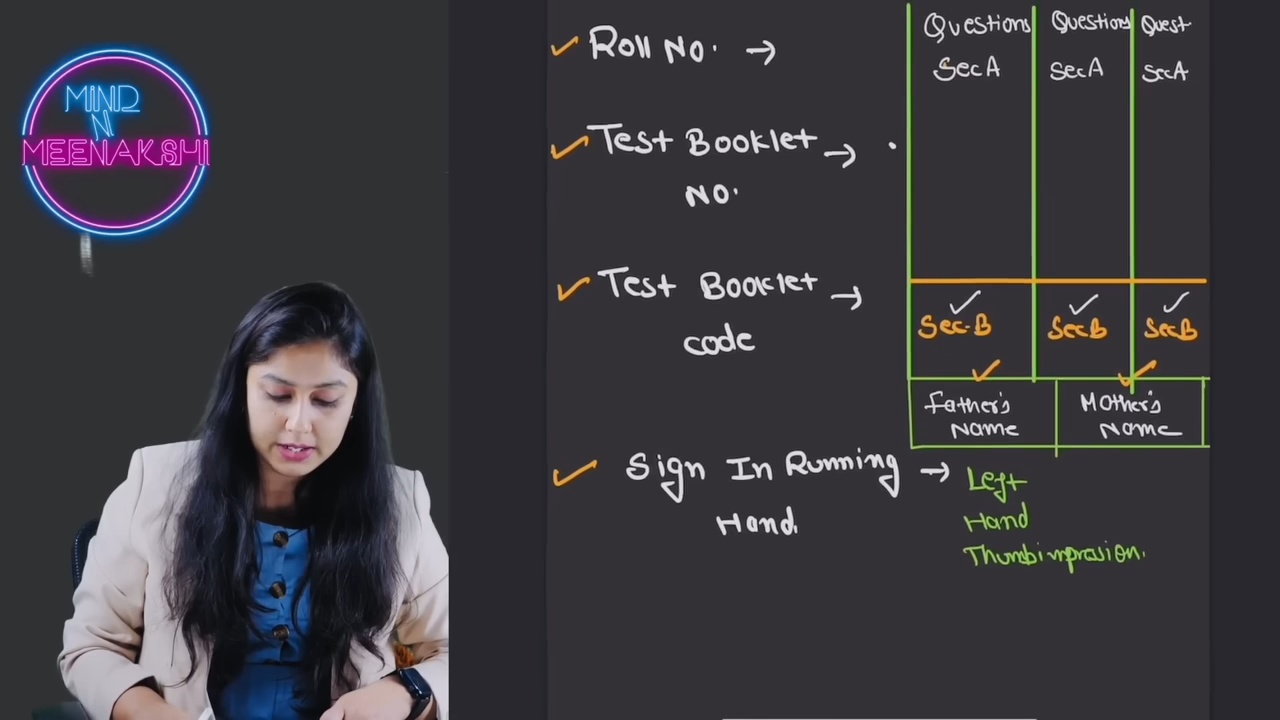 MIND
N
MEENAKSHI
Roll No. →
Test Booklet →
No.
Test Booklet →
code
Sign In Running →
Hand
Questions Questions Quest
Sec A Sec A Sec A
Sec-B Sec B Sec B
Father's Mother's
Name Name
Left
Hand
Thumbimprasion.